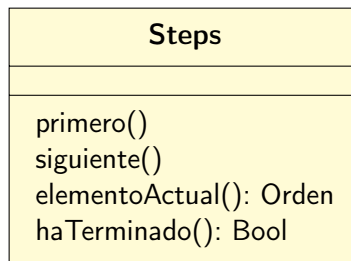 Steps
primero()
siguiente()
elementoActual(): Orden
haTerminado(): Bool